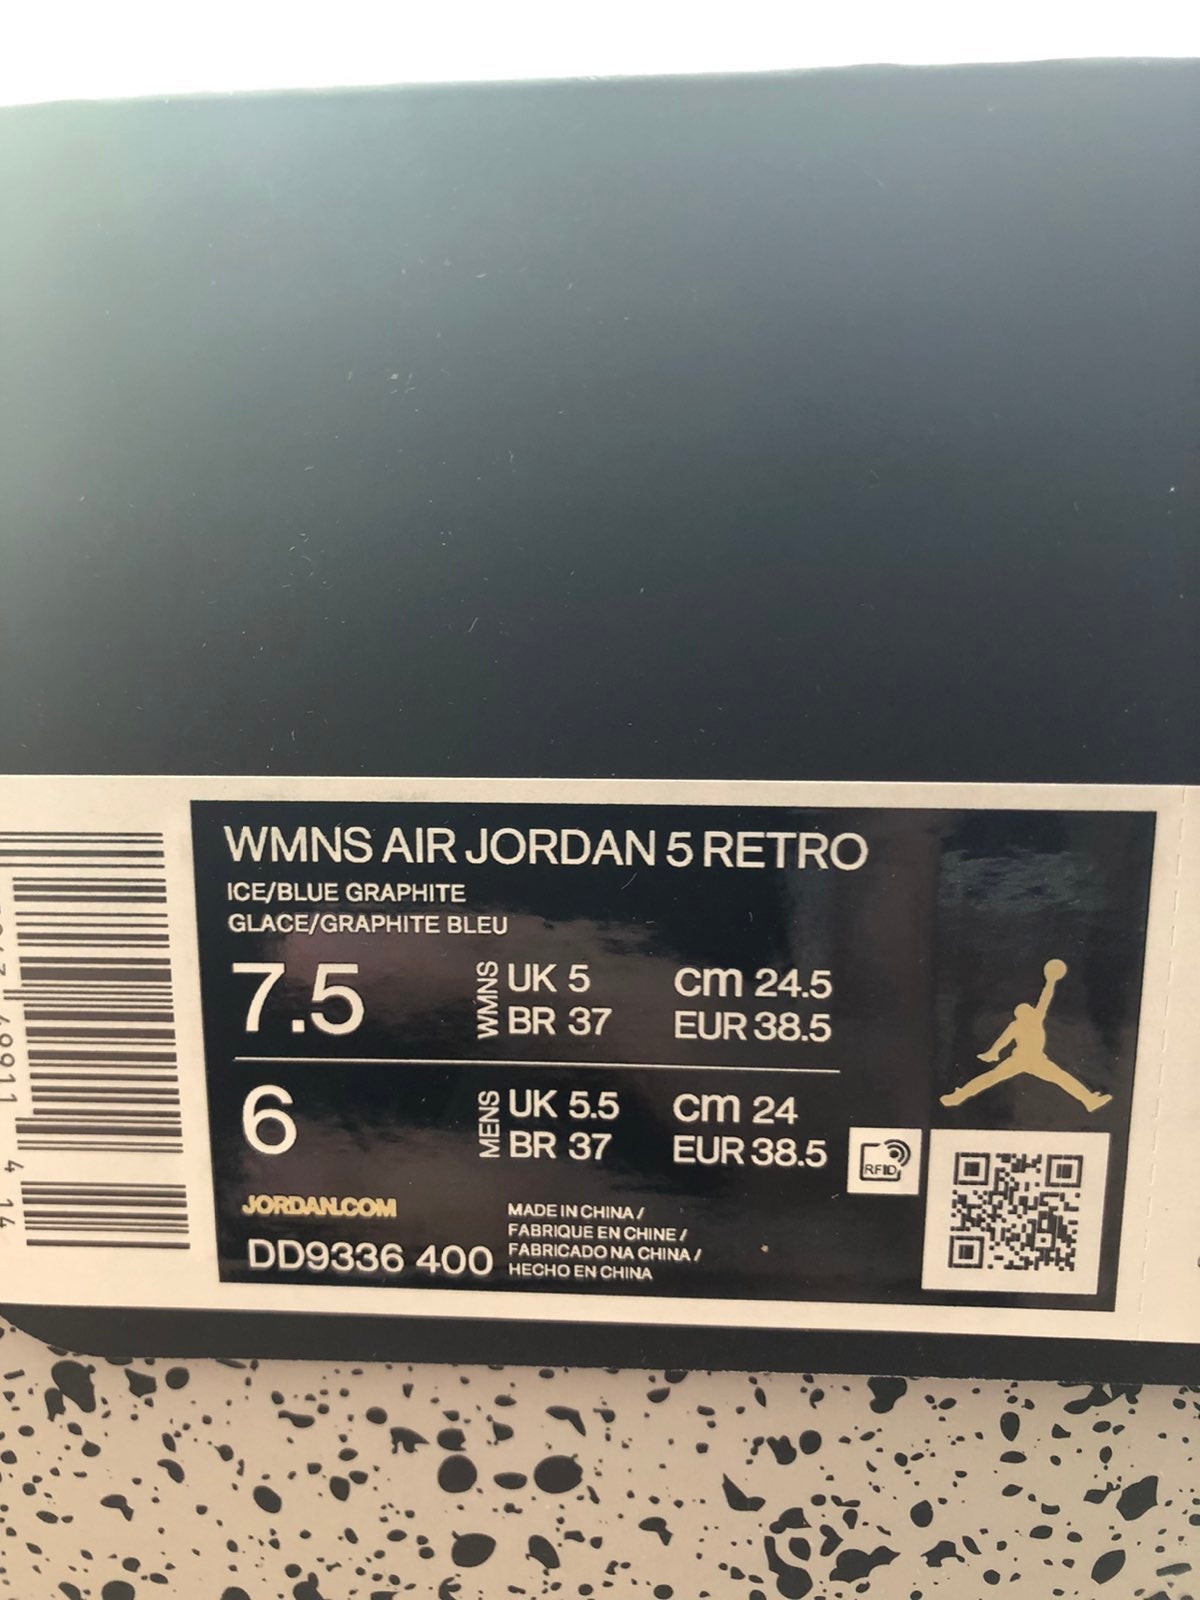 WMNS AIR JORDAN 5 RETRO
ICE/BLUE GRAPHITE
GLACE/GRAPHITE BLEU
7.5 WMNS UK 5 cm 24.5
BR 37 EUR 38.5
6 MENS UK 5.5 cm 24
BR 37 EUR 38.5
RFID
JORDAN.COM
DD9336 400
MADE IN CHINA /
FABRIQUE EN CHINE /
FABRICADO NA CHINA /
HECHO EN CHINA
4 14